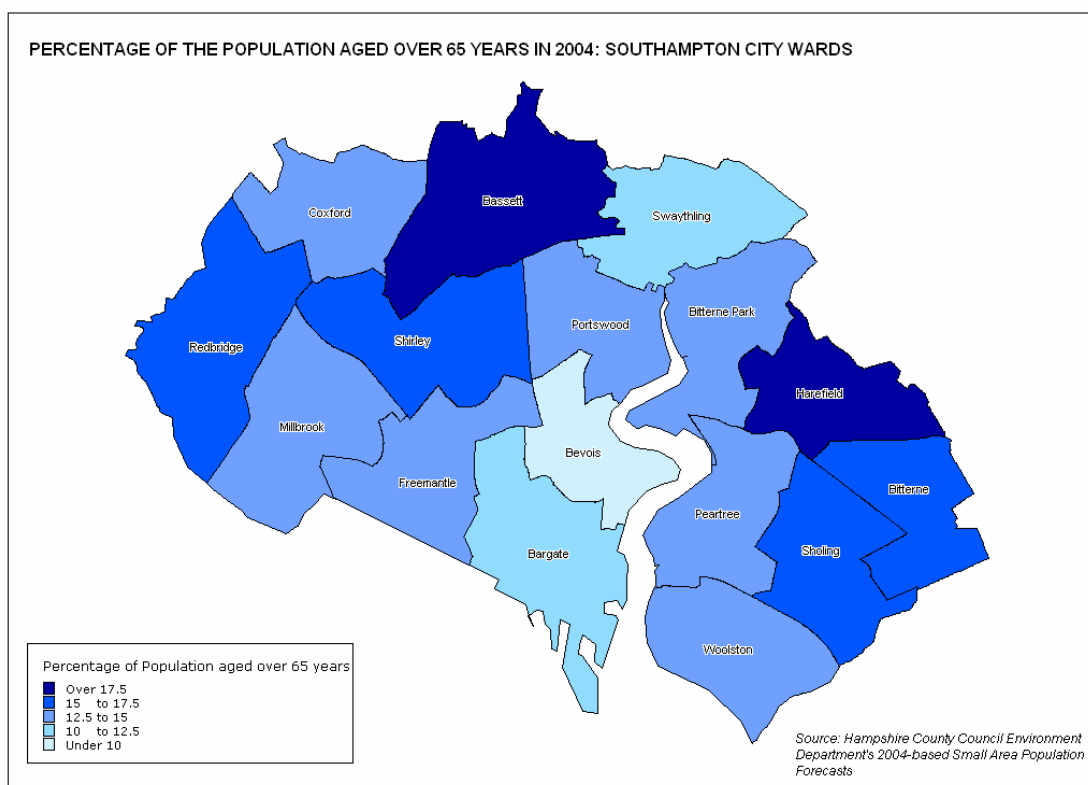 PERCENTAGE OF THE POPULATION AGED OVER 65 YEARS IN 2004: SOUTHAMPTON CITY WARDS
Bassett
Coxford
Swaythling
Bitterne Park
Portswood
Shirley
Redbridge
Harefield
Millbrook
Bevois
Freemantle
Bitterne
Peartree
Sholing
Bargate
Woolston
Percentage of Population aged over 65 years
Over 17.5
15 to 17.5
12.5 to 15
10 to 12.5
Under 10
Source: Hampshire County Council Environment
Department's 2004-based Small Area Population
Forecasts